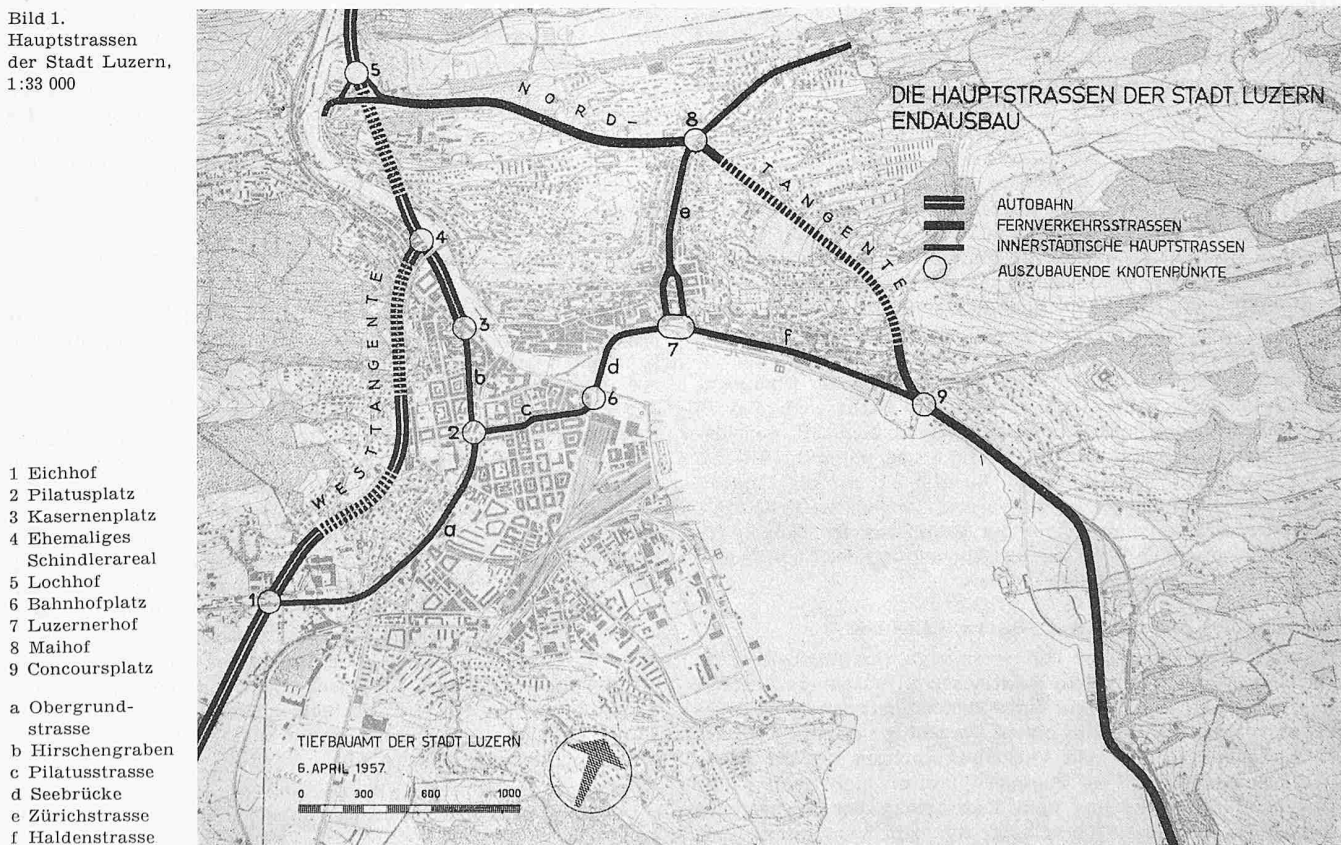 Bild 1.
Hauptstrassen
der Stadt Luzern,
1:33 000
1 Eichhof
2 Pilatusplatz
3 Kasernenplatz
4 Ehemaliges
Schindlerareal
5 Lochhof
6 Bahnhofplatz
7 Luzernerhof
8 Maihof
9 Concoursplatz
a Obergrund-
strasse
b Hirschengraben
c Pilatusstrasse
d Seebrücke
e Zürichstrasse
f Haldenstrasse
DIE HAUPTSTRASSEN DER STADT LUZERN
ENDAUSBAU
AUTOBAHN
FERNVERKEHRSSTRASSEN
INNERSTÄDTISCHE HAUPTSTRASSEN
AUSZUBAUENDE KNOTENPUNKTE
NORD-
TANGENTE
WESTTANGENTE
5
8
4
e
3
7
f
b
d
6
c
2
9
a
1
TIEFBAUAMT DER STADT LUZERN
6. APRIL 1957
0 300 600 1000